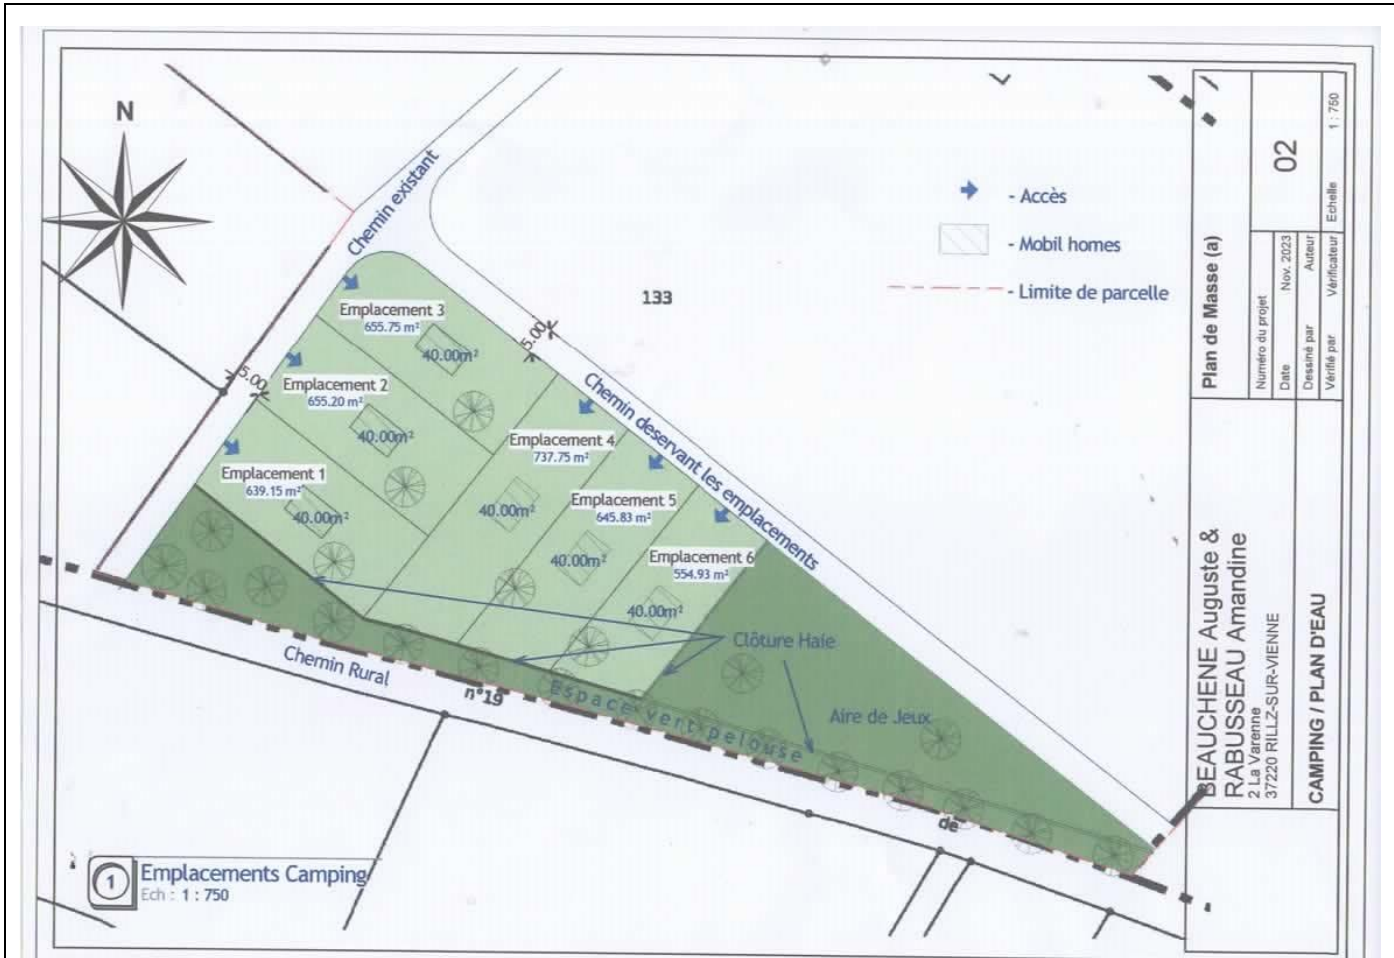 N
Chemin existant
- Accès
- Mobil homes
- Limite de parcelle
133
Emplacement 3
655.75 m²
40.00m²
5.00
Emplacement 2
655.20 m²
40.00m²
5.00
Emplacement 1
639.15 m²
40.00m²
Chemin deservant les emplacements
Emplacement 4
737.75 m²
40.00m²
Emplacement 5
645.83 m²
40.00m²
Emplacement 6
554.93 m²
40.00m²
Clôture Haie
Aire de Jeux
Espace vert pelouse
Chemin Rural
n°19
de
1
Emplacements Camping
Ech : 1 : 750
Plan de Masse (a)
02
Numéro du projet
Date Nov. 2023
Dessiné par Auteur
Vérifié par Vérificateur
Echelle 1 : 750
BEAUCHENE Auguste &
RABUSSEAU Amandine
2 La Varenne
37220 RILLZ-SUR-VIENNE
CAMPING / PLAN D'EAU